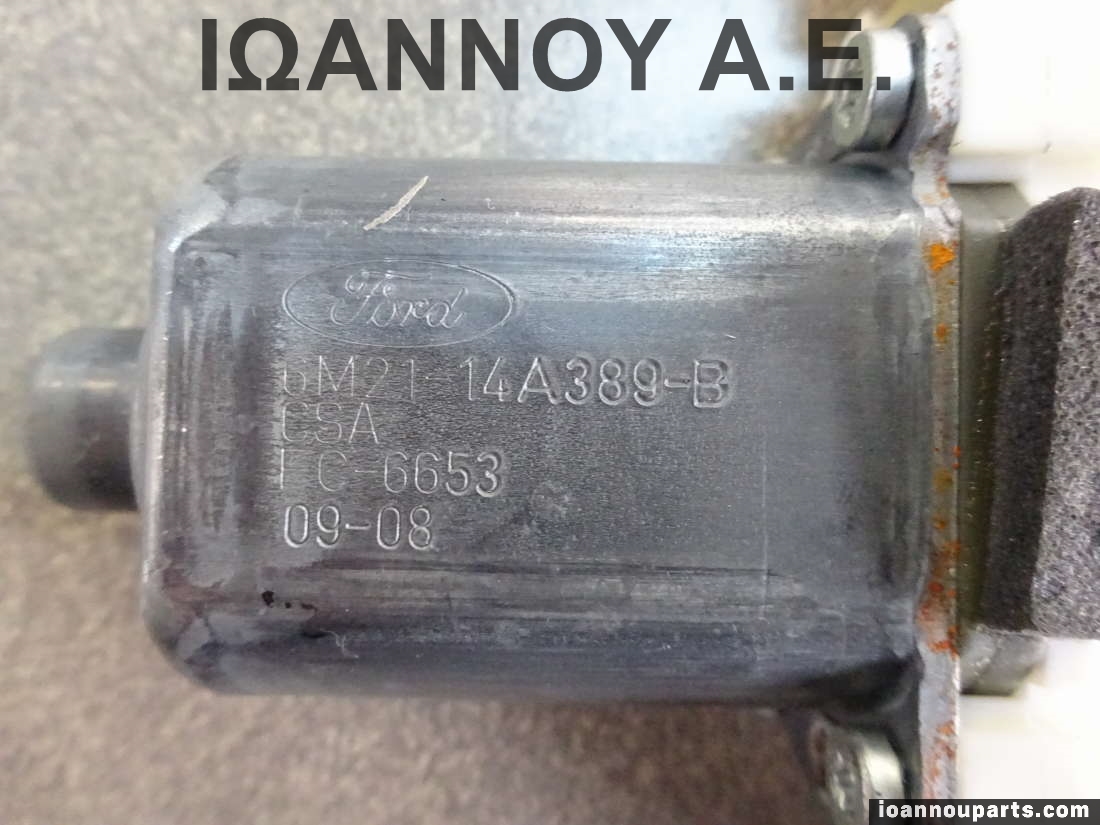 ΙΩΑΝΝΟΥ Α.Ε.
Ford
6M21-14A389-B
CSA
FC-6653
09-08
ioannouparts.com